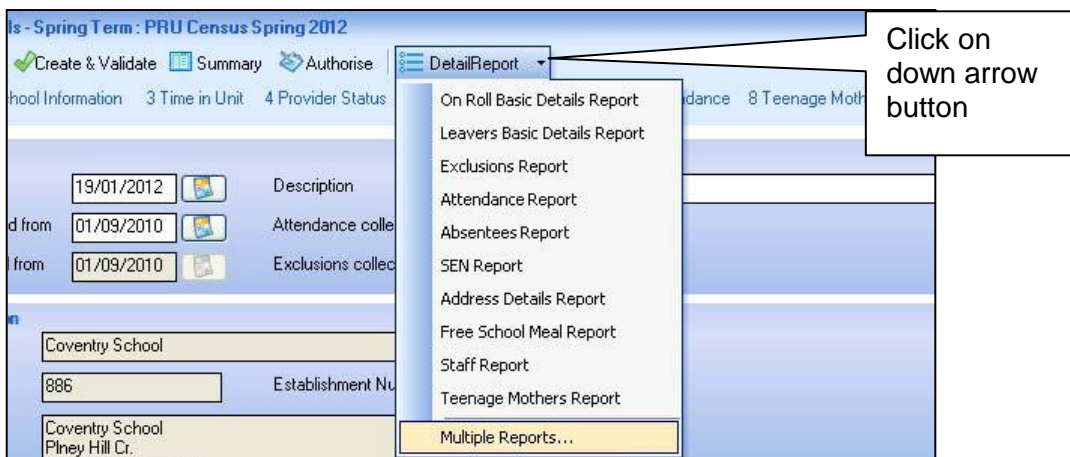 ls - Spring Term : PRU Census Spring 2012
Create & Validate Summary Authorise DetailReport
Click on
down arrow
button
hool Information 3 Time in Unit 4 Provider Status dance 8 Teenage Moth
On Roll Basic Details Report
Leavers Basic Details Report
Exclusions Report
Attendance Report
Absentees Report
SEN Report
Address Details Report
Free School Meal Report
Staff Report
Teenage Mothers Report
Multiple Reports...
19/01/2012 Description
d from 01/09/2010 Attendance colle
l from 01/09/2010 Exclusions collec
on
Coventry School
886 Establishment Nu
Coventry School
Plney Hill Cr.